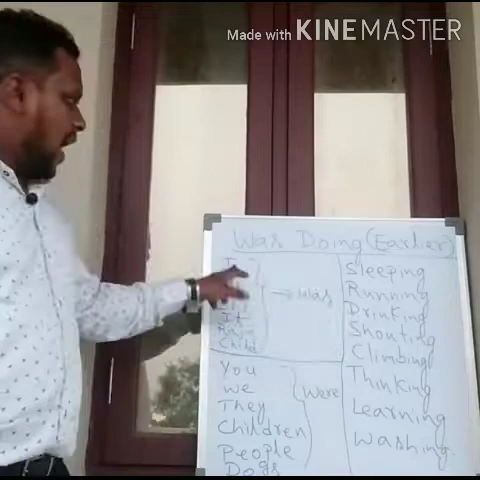 Made with KINEMASTER
Was Doing (Earlier)
I
It
Child
→ was
You
We
They
Children
People
Dogs
were
Sleeping
Running
Drinking
Shouting
Climbing
Thinking
Learning
washing.